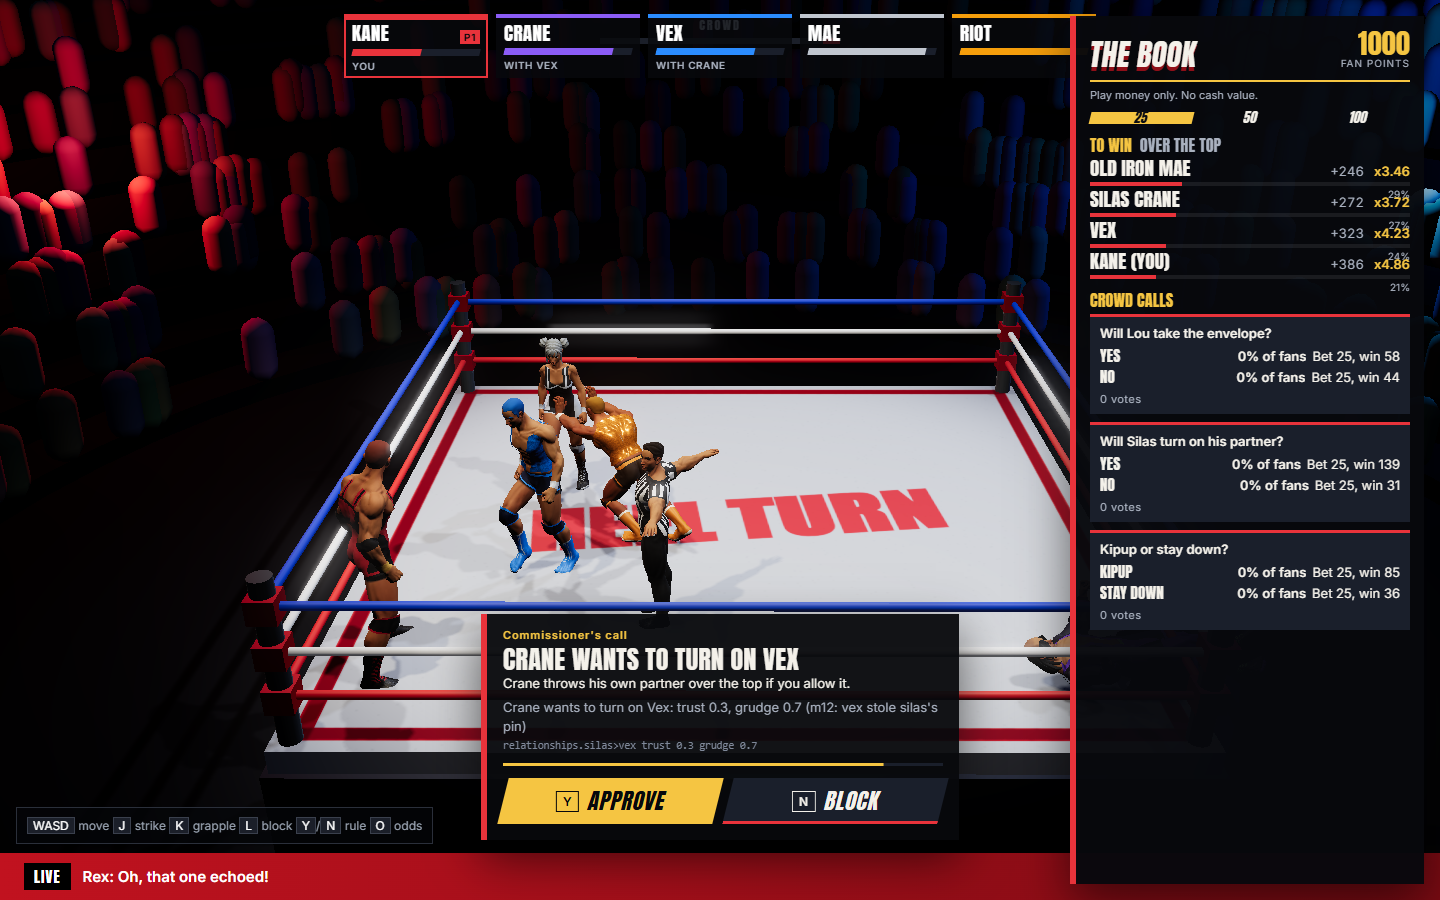 KANE P1
YOU
CRANE
WITH VEX
VEX
CROWD
WITH CRANE
MAE
RIOT
THE BOOK
1000
FAN POINTS
Play money only. No cash value.
25 50 100
TO WIN OVER THE TOP
OLD IRON MAE +246 x3.46
29%
SILAS CRANE +272 x3.72
27%
VEX +323 x4.23
24%
KANE (YOU) +386 x4.86
21%
CROWD CALLS
Will Lou take the envelope?
YES 0% of fans Bet 25, win 58
NO 0% of fans Bet 25, win 44
0 votes
Will Silas turn on his partner?
YES 0% of fans Bet 25, win 139
NO 0% of fans Bet 25, win 31
0 votes
Kipup or stay down?
KIPUP 0% of fans Bet 25, win 85
STAY DOWN 0% of fans Bet 25, win 36
0 votes
TURN
Commissioner's call
CRANE WANTS TO TURN ON VEX
Crane throws his own partner over the top if you allow it.
Crane wants to turn on Vex: trust 0.3, grudge 0.7 (m12: vex stole silas's
pin)
relationships.silas>vex trust 0.3 grudge 0.7
Y APPROVE
N BLOCK
WASD move J strike K grapple L block Y/N rule O odds
LIVE Rex: Oh, that one echoed!